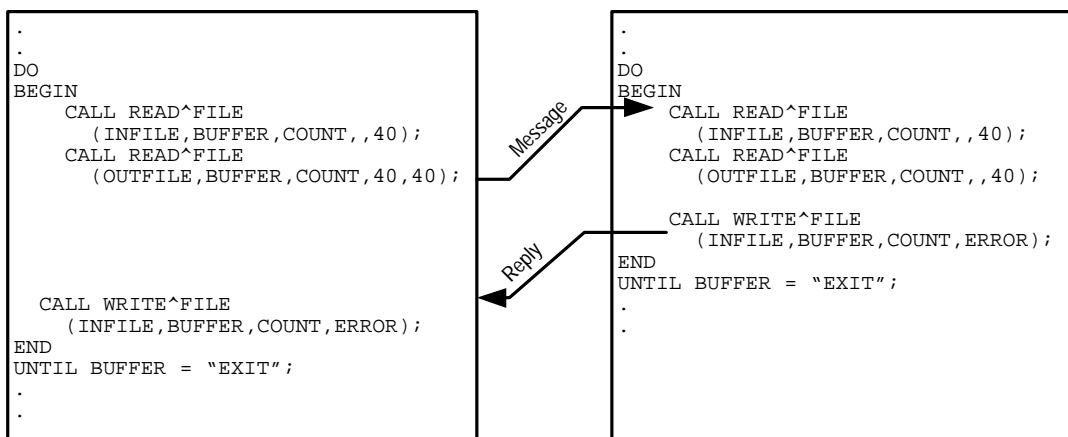 .
.
DO
BEGIN
CALL READ^FILE
(INFILE,BUFFER,COUNT,,40);
CALL READ^FILE
(OUTFILE,BUFFER,COUNT,40,40);
CALL WRITE^FILE
(INFILE,BUFFER,COUNT,ERROR);
END
UNTIL BUFFER = “EXIT”;
.
.
Message
Reply
.
.
DO
BEGIN
CALL READ^FILE
(INFILE,BUFFER,COUNT,,40);
CALL READ^FILE
(OUTFILE,BUFFER,COUNT,,40);
CALL WRITE^FILE
(INFILE,BUFFER,COUNT,ERROR);
END
UNTIL BUFFER = “EXIT”;
.
.